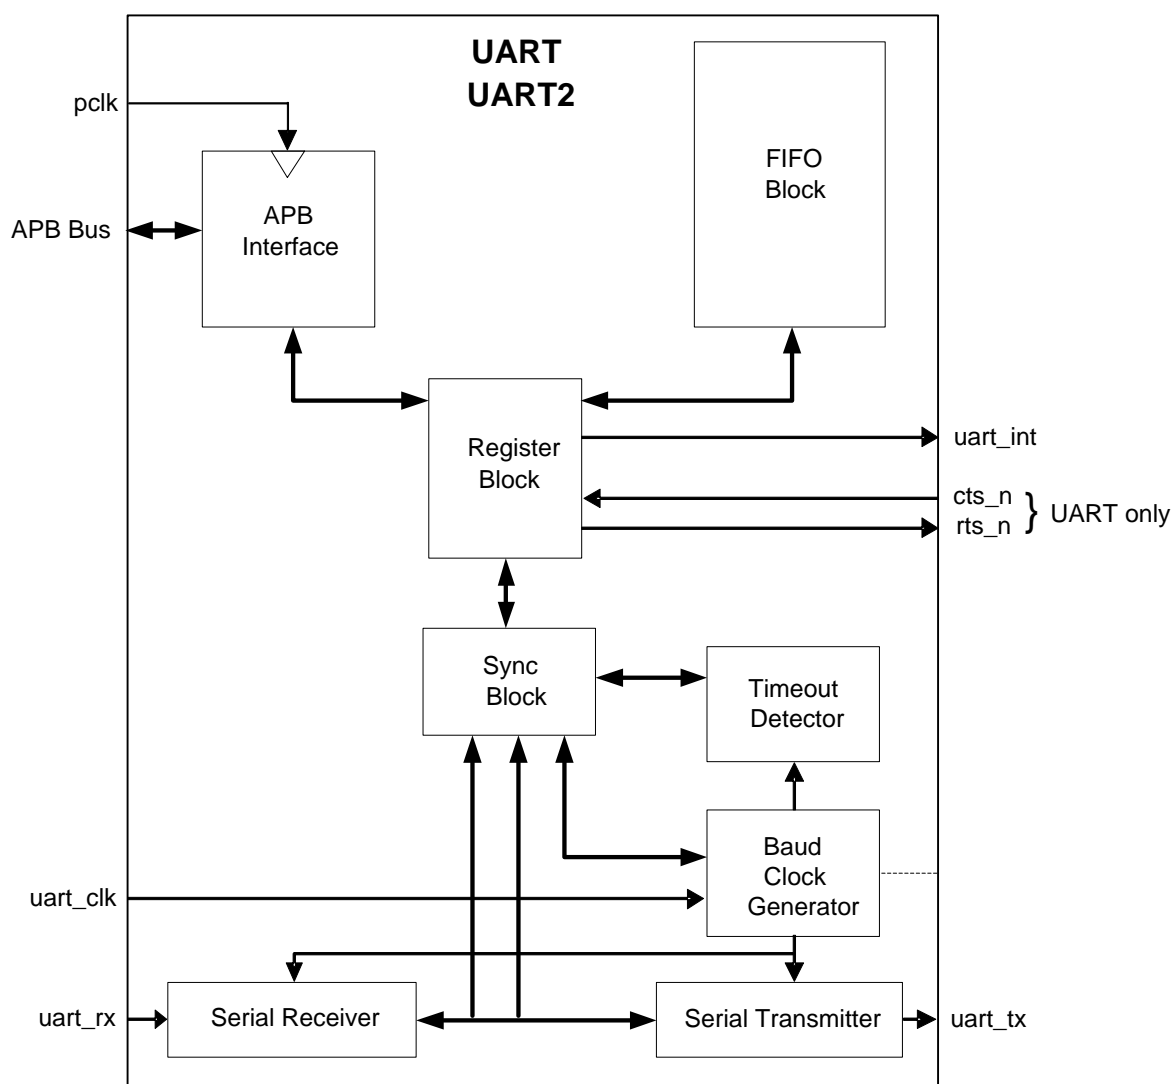 UART
UART2
pclk
FIFO
Block
APB Bus
APB
Interface
Register
Block
uart_int
cts_n
rts_n
} UART only
Sync
Block
Timeout
Detector
Baud
Clock
Generator
uart_clk
uart_rx
Serial Receiver
Serial Transmitter
uart_tx